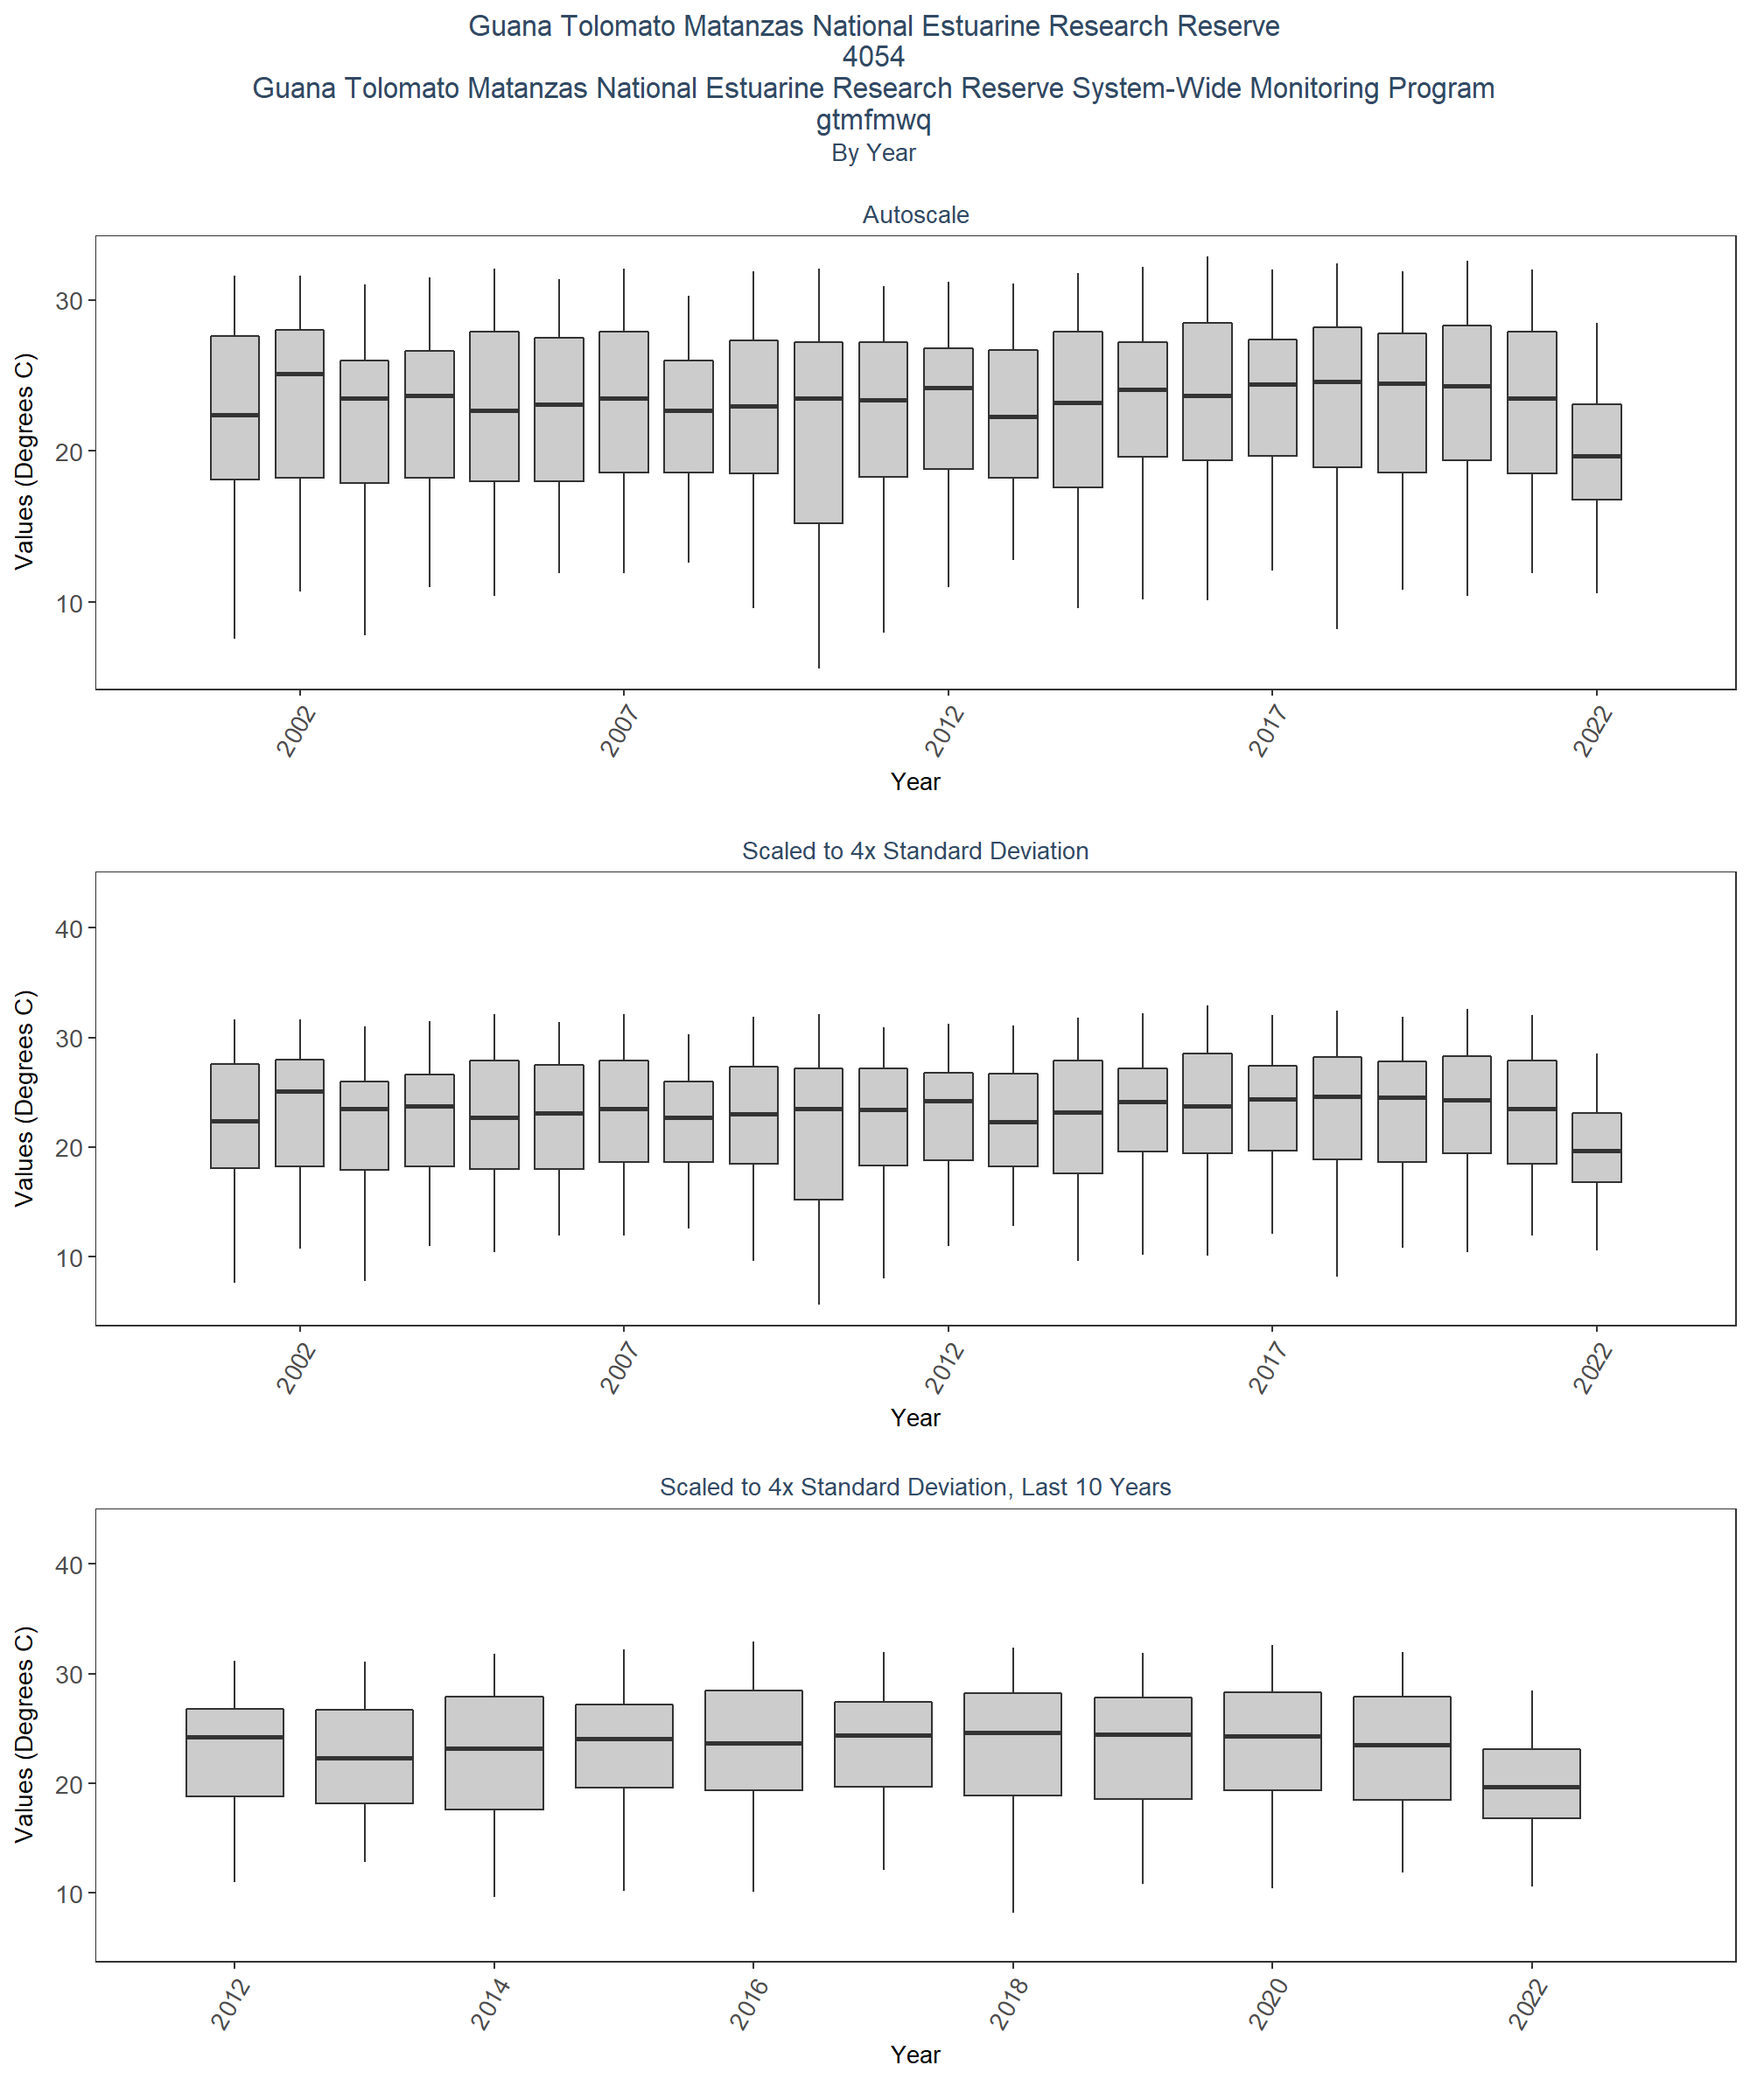 Guana Tolomato Matanzas National Estuarine Research Reserve
4054
Guana Tolomato Matanzas National Estuarine Research Reserve System-Wide Monitoring Program
gtmfmwq
By Year
Autoscale
Values (Degrees C)
30
20
10
2002
2007
2012
2017
2022
Year
Scaled to 4x Standard Deviation
Values (Degrees C)
40
30
20
10
2002
2007
2012
2017
2022
Year
Scaled to 4x Standard Deviation, Last 10 Years
Values (Degrees C)
40
30
20
10
2012
2014
2016
2018
2020
2022
Year